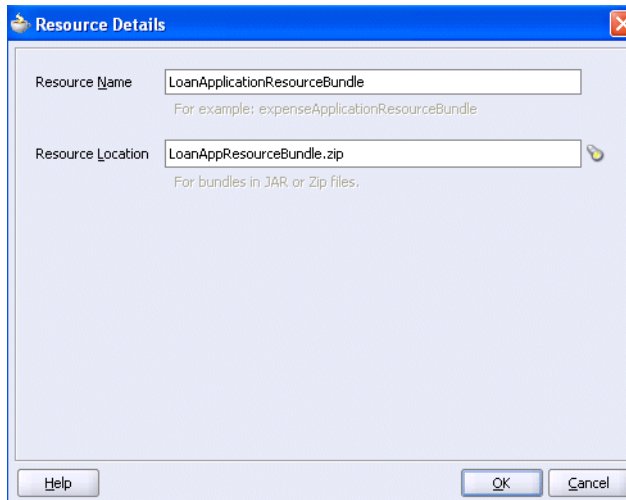 Resource Details
Resource Name LoanApplicationResourceBundle
For example: expenseApplicationResourceBundle
Resource Location LoanAppResourceBundle.zip
For bundles in JAR or Zip files.
Help OK Cancel